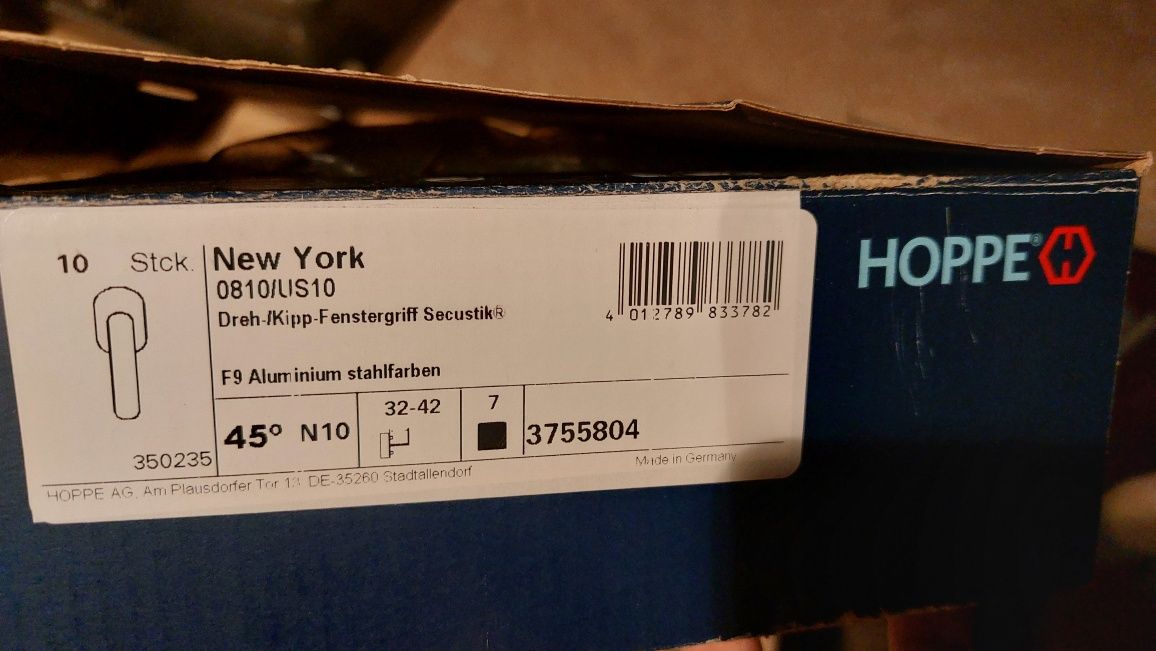 10 Stck.
New York
0810/US10
Dreh-/Kipp-Fenstergriff Secustik®
4 012789 833782
F9 Aluminium stahlfarben
45° N10
32-42
7
3755804
350235
Made in Germany
HOPPE AG, Am Plausdorfer Tor 13, DE-35260 Stadtallendorf
HOPPE®